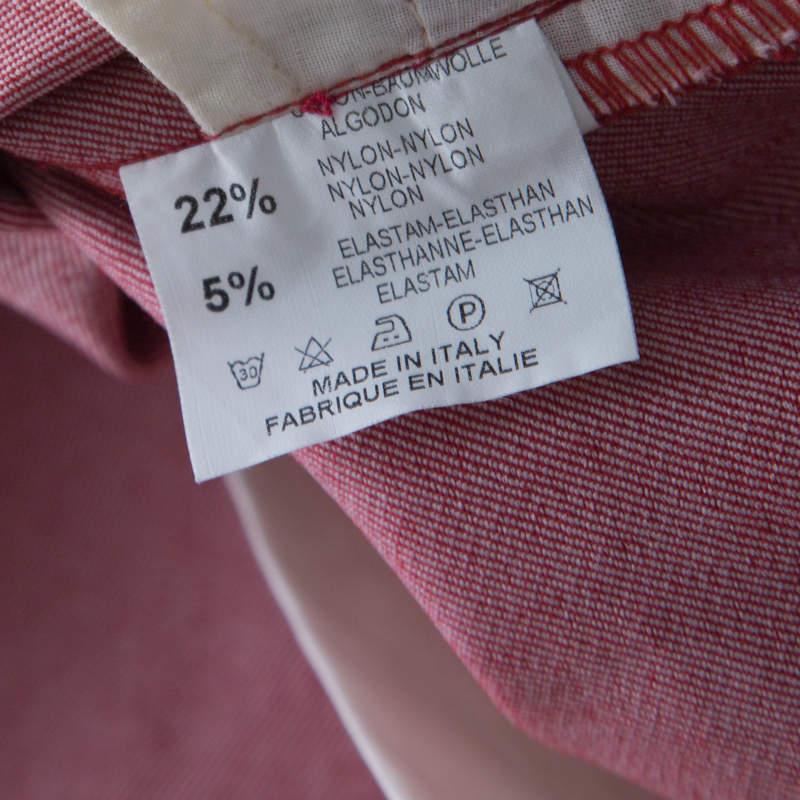 ALGODON
22%
NYLON-NYLON
NYLON-NYLON
NYLON
5%
ELASTAM-ELASTHAN
ELASTHANNE-ELASTHAN
ELASTAM
30
P
MADE IN ITALY
FABRIQUE EN ITALIE